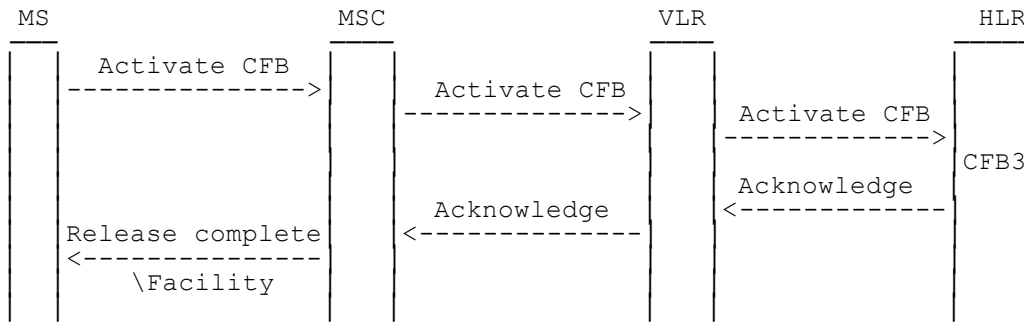 MS MSC VLR HLR
Activate CFB
Activate CFB
Activate CFB
CFB3
Acknowledge
Acknowledge
Release complete
\Facility